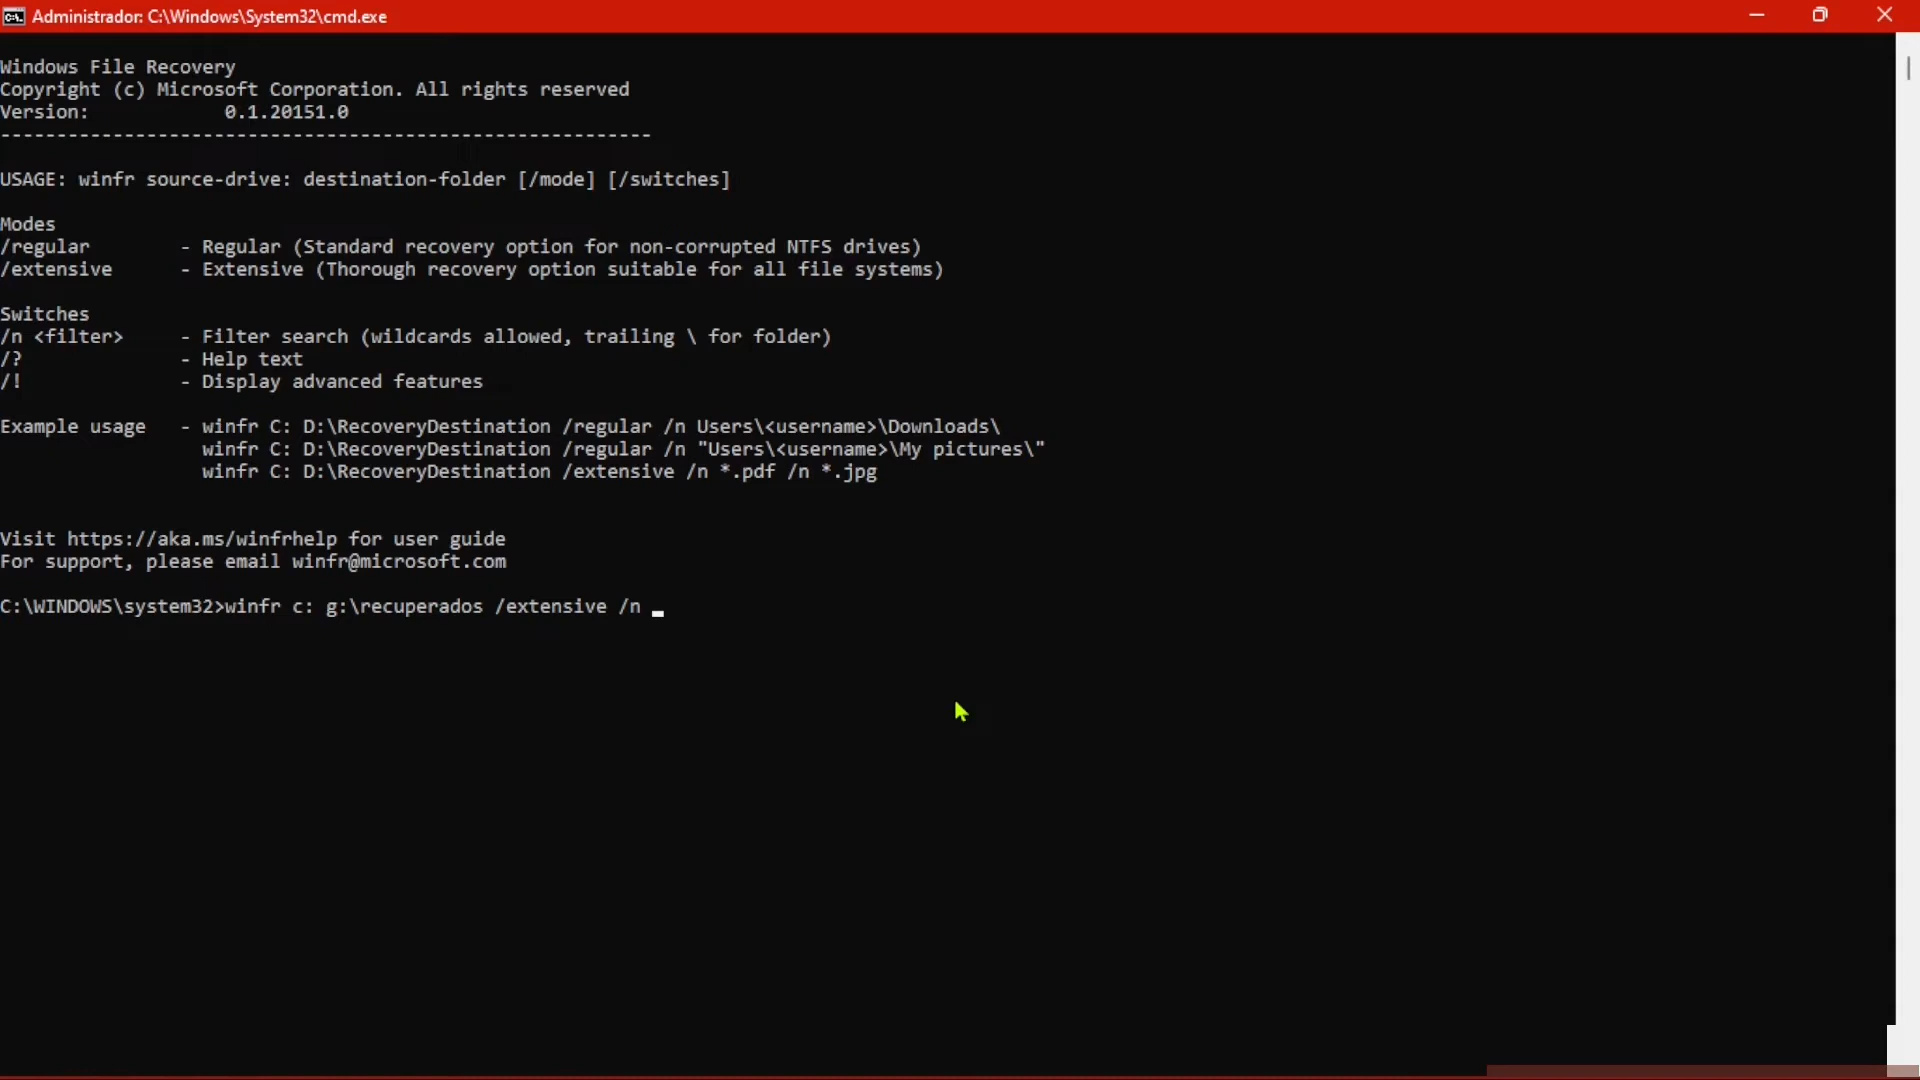 Administrador: C:\Windows\System32\cmd.exe
Windows File Recovery
Copyright (c) Microsoft Corporation. All rights reserved
Version:            0.1.20151.0
----------------------------------------------------------
USAGE: winfr source-drive: destination-folder [/mode] [/switches]
Modes
/regular        - Regular (Standard recovery option for non-corrupted NTFS drives)
/extensive      - Extensive (Thorough recovery option suitable for all file systems)
Switches
/n <filter>     - Filter search (wildcards allowed, trailing \ for folder)
/?              - Help text
/!              - Display advanced features
Example usage   - winfr C: D:\RecoveryDestination /regular /n Users\<username>\Downloads\
                  winfr C: D:\RecoveryDestination /regular /n "Users\<username>\My pictures\"
                  winfr C: D:\RecoveryDestination /extensive /n *.pdf /n *.jpg
Visit https://aka.ms/winfrhelp for user guide
For support, please email winfr@microsoft.com
C:\WINDOWS\system32>winfr c: g:\recuperados /extensive /n _